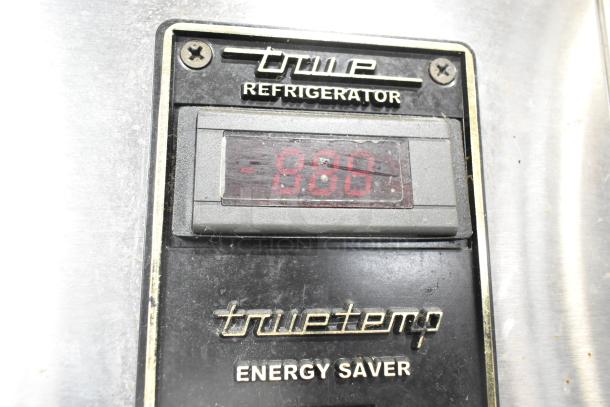 true
REFRIGERATOR
-888
truetemp
ENERGY SAVER